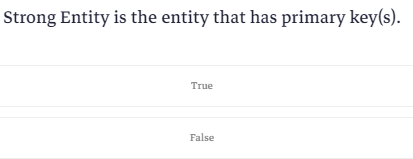 Strong Entity is the entity that has primary key(s).
True
False